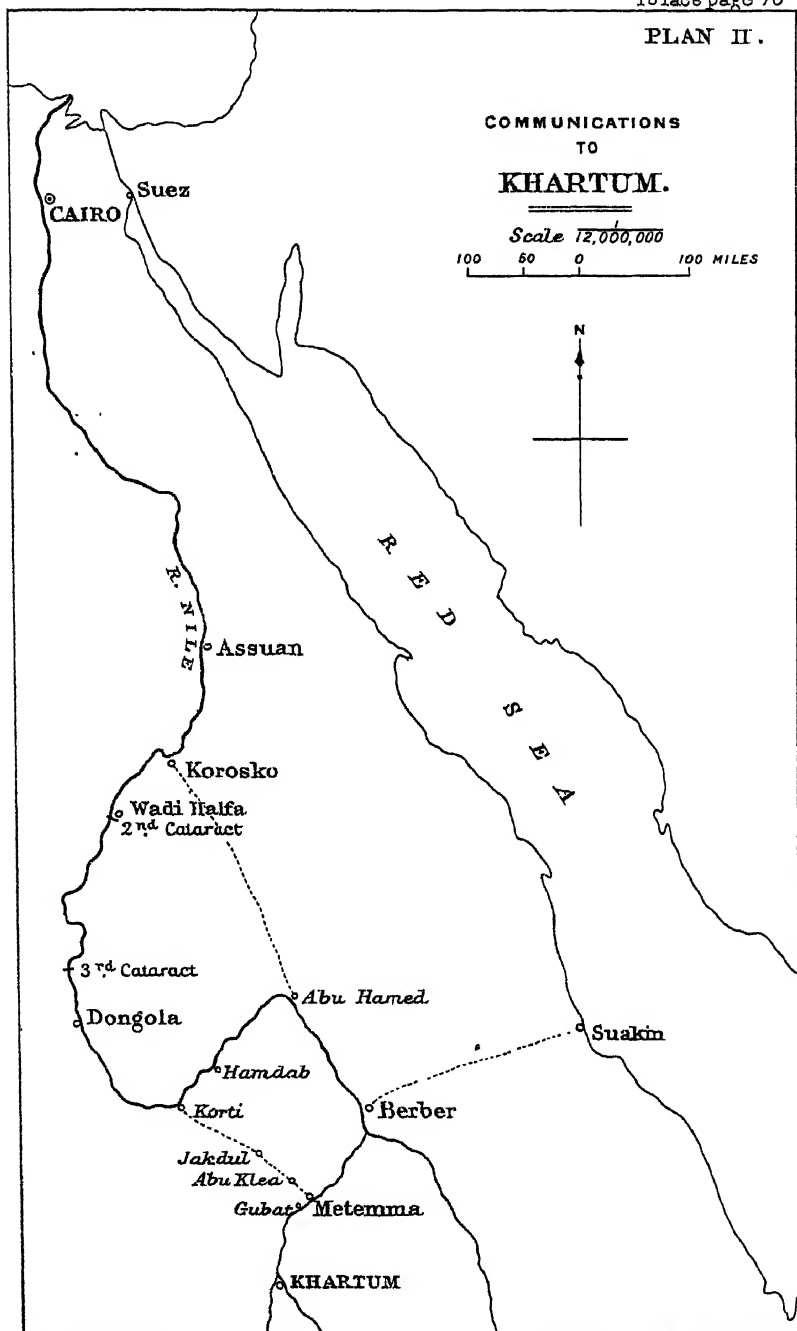 To face page 70
PLAN II.
COMMUNICATIONS
TO
KHARTUM.
Scale 1
12,000,000
100 50 0 100 MILES
N
Suez
CAIRO
RED SEA
R. NILE
Assuan
Korosko
Wadi Halfa
2nd Cataract
3rd Cataract
Abu Hamed
Dongola
Suakin
Hamdab
Korti
Berber
Jakdul
Abu Klea
Gubat
Metemma
KHARTUM